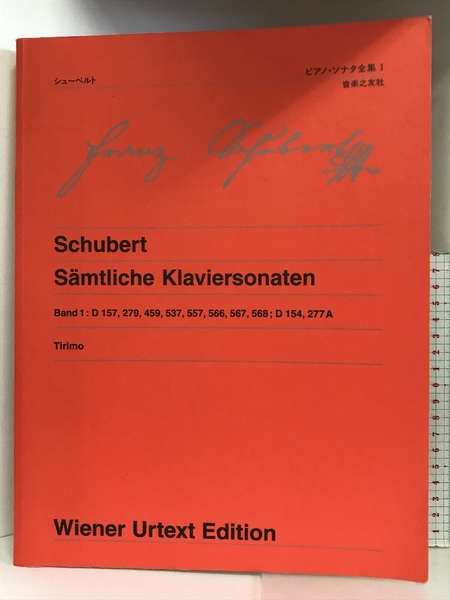 シューベルト
ピアノ・ソナタ全集 1
音楽之友社
Franz Schubert
Schubert
Sämtliche Klaviersonaten
Band 1 : D 157, 279, 459, 537, 557, 566, 567, 568 ; D 154, 277 A
Tirimo
Wiener Urtext Edition